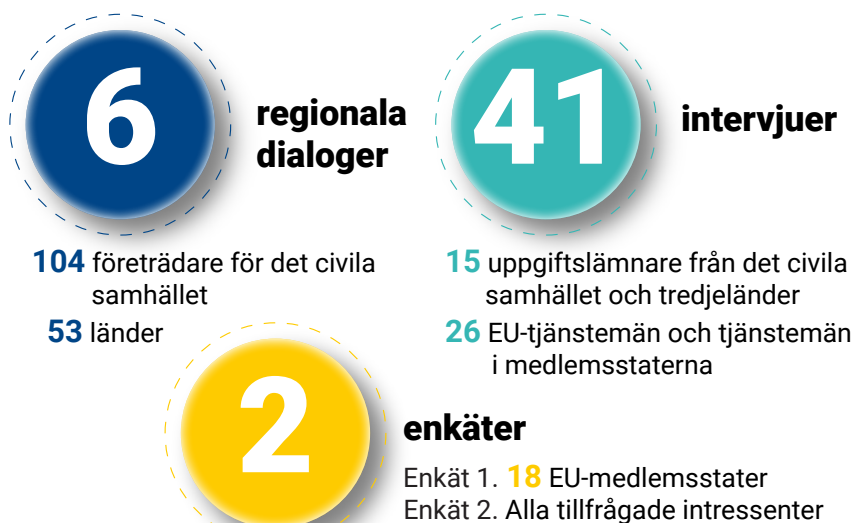 6
regionala
dialoger
104 företrädare för det civila
samhället
53 länder
41
intervjuer
15 uppgiftslämnare från det civila
samhället och tredjeländer
26 EU-tjänstemän och tjänstemän
i medlemsstaterna
2
enkäter
Enkät 1. 18 EU-medlemsstater
Enkät 2. Alla tillfrågade intressenter